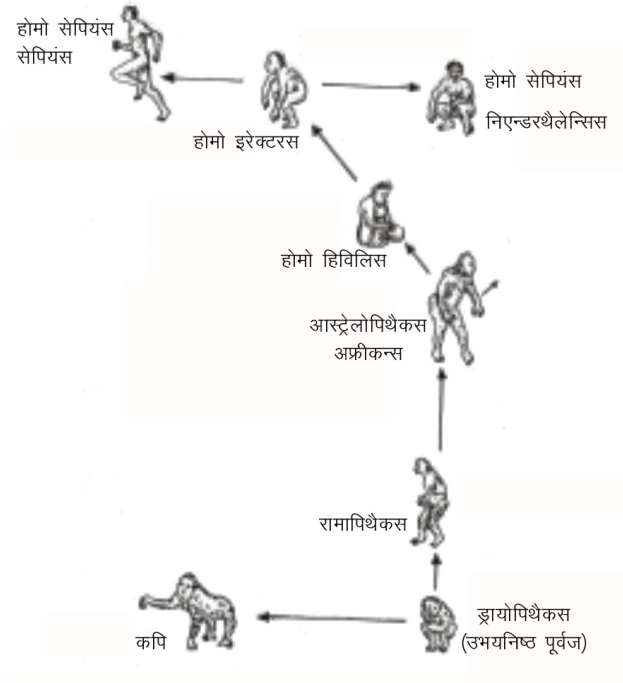 होमो सेपियंस
सेपियंस
होमो सेपियंस
निएन्डरथैलेन्सिस
होमो इरेक्टरस
होमो हिविलिस
आस्ट्रेलोपिथैकस
अफ्रीकन्स
रामापिथैकस
ड्रायोपिथैकस
(उभयनिष्ठ पूर्वज)
कपि